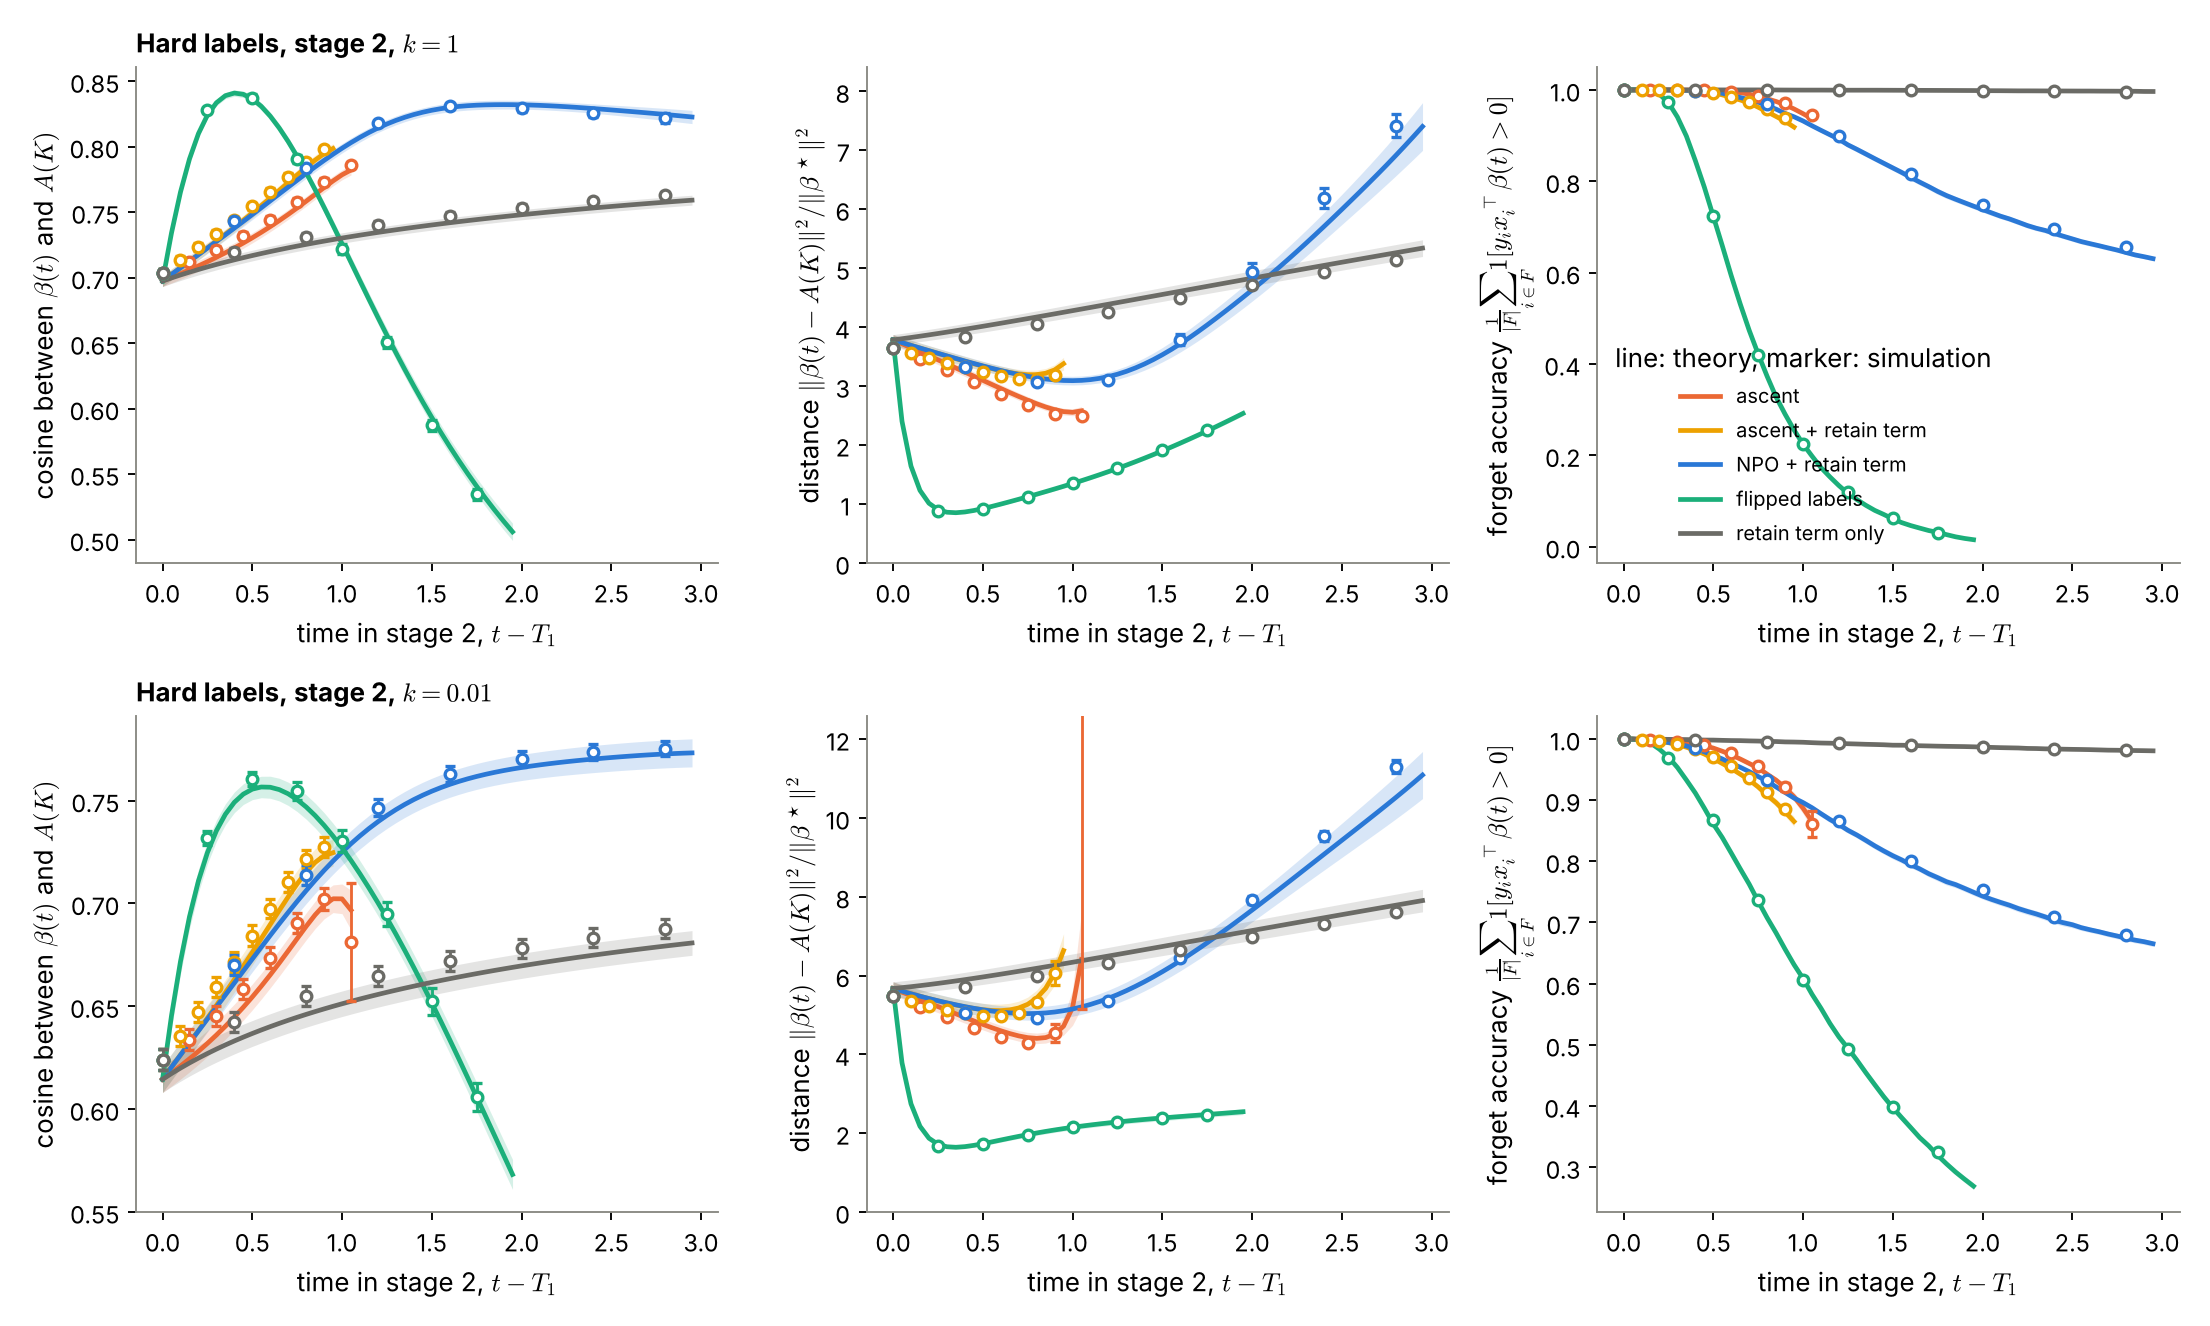 Hard labels, stage 2, k = 1
cosine between β(t) and A(K)
0.85
0.80
0.75
0.70
0.65
0.60
0.55
0.50
0.0 0.5 1.0 1.5 2.0 2.5 3.0
time in stage 2, t − T₁
distance ‖β(t) − A(K)‖²/‖β⋆‖²
8
7
6
5
4
3
2
1
0
0.0 0.5 1.0 1.5 2.0 2.5 3.0
time in stage 2, t − T₁
forget accuracy 1/|F| ∑_{i∈F} 1[y_i x_i^⊤ β(t) > 0]
1.0
0.8
0.6
0.4
0.2
0.0
line: theory, marker: simulation
ascent
ascent + retain term
NPO + retain term
flipped labels
retain term only
0.0 0.5 1.0 1.5 2.0 2.5 3.0
time in stage 2, t − T₁
Hard labels, stage 2, k = 0.01
cosine between β(t) and A(K)
0.75
0.70
0.65
0.60
0.55
0.0 0.5 1.0 1.5 2.0 2.5 3.0
time in stage 2, t − T₁
distance ‖β(t) − A(K)‖²/‖β⋆‖²
12
10
8
6
4
2
0
0.0 0.5 1.0 1.5 2.0 2.5 3.0
time in stage 2, t − T₁
forget accuracy 1/|F| ∑_{i∈F} 1[y_i x_i^⊤ β(t) > 0]
1.0
0.9
0.8
0.7
0.6
0.5
0.4
0.3
0.0 0.5 1.0 1.5 2.0 2.5 3.0
time in stage 2, t − T₁